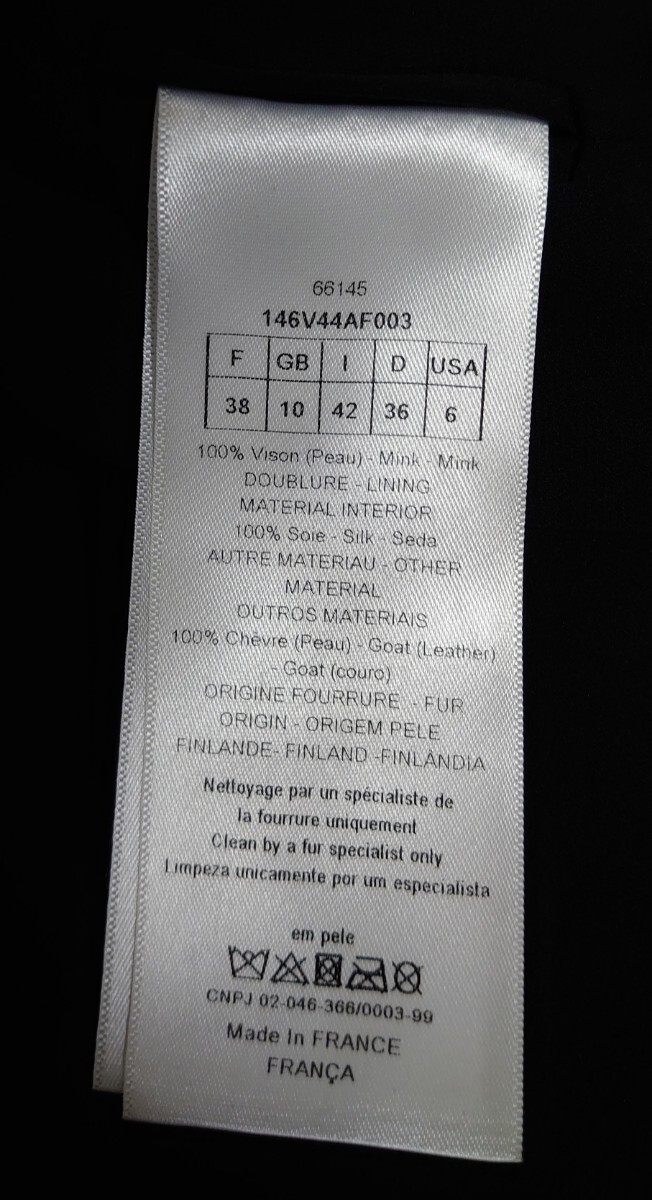 66145
146V44AF003
F GB I D USA
38 10 42 36 6
100% Vison (Peau) - Mink - Mink
DOUBLURE - LINING
MATERIAL INTERIOR
100% Soie - Silk - Seda
AUTRE MATERIAU - OTHER
MATERIAL
OUTROS MATERIAIS
100% Chèvre (Peau) - Goat (Leather)
- Goat (couro)
ORIGINE FOURRURE - FUR
ORIGIN - ORIGEM PELE
FINLANDE- FINLAND -FINLÂNDIA
Nettoyage par un spécialiste de
la fourrure uniquement
Clean by a fur specialist only
Limpeza unicamente por um especialista
em pele
CNPJ 02-046-366/0003-99
Made In FRANCE
FRANÇA